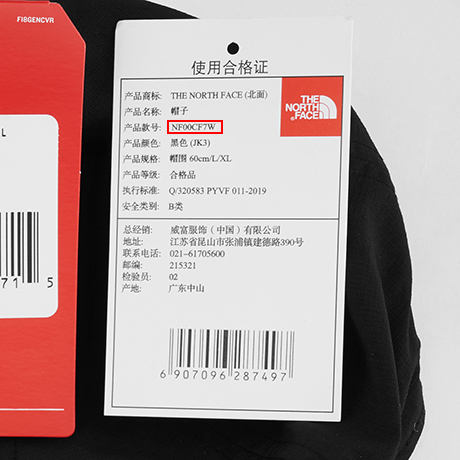 FI8GENCVR
L
71 5
使用合格证
产品商标: THE NORTH FACE (北面)
产品名称: 帽子
产品款号: NF00CF7W
产品颜色: 黑色 (JK3)
产品规格: 帽围 60cm/L/XL
产品等级: 合格品
执行标准: Q/320583 PYVF 011-2019
安全类别: B类
THE
NORTH
FACE
总经销: 威富服饰（中国）有限公司
地址: 江苏省昆山市张浦镇建德路390号
联系电话: 021-61705600
邮编: 215321
检验员: 02
产地: 广东中山
6 907096 287497